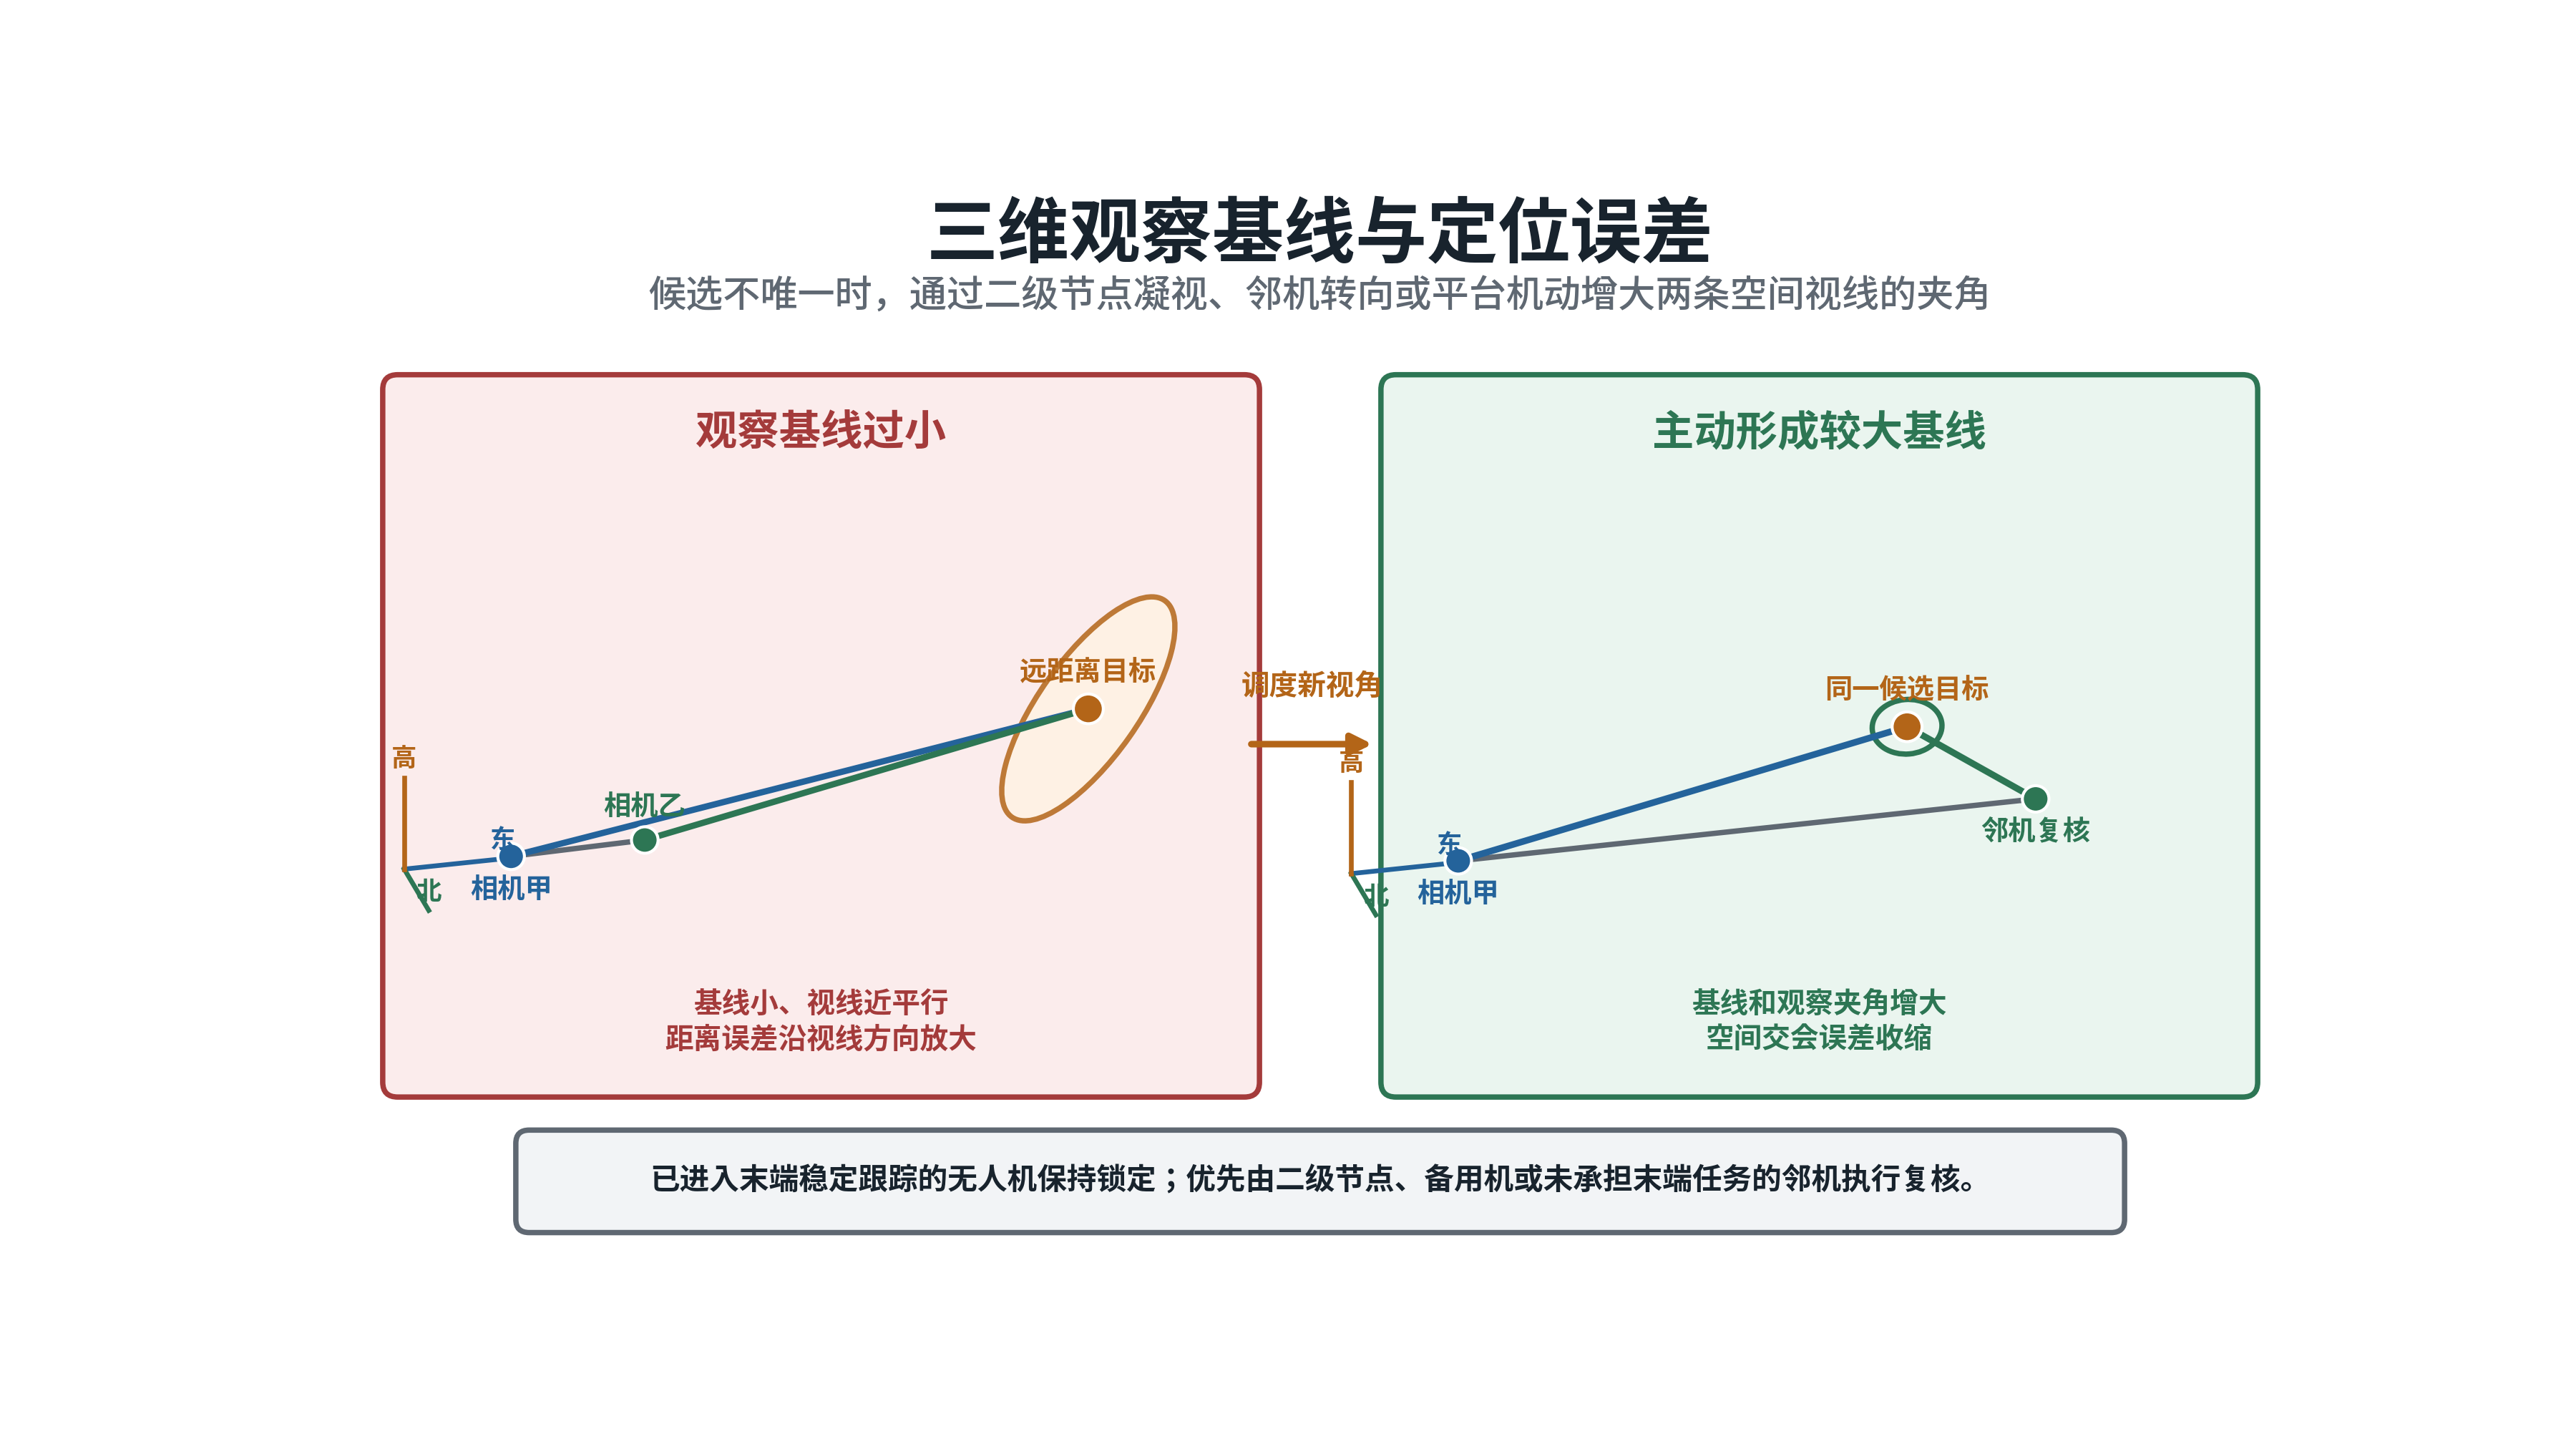 三维观察基线与定位误差
候选不唯一时，通过二级节点凝视、邻机转向或平台机动增大两条空间视线的夹角
观察基线过小
远距离目标
高
相机乙
东
相机甲
北
基线小、视线近平行
距离误差沿视线方向放大
调度新视角
主动形成较大基线
同一候选目标
高
邻机复核
东
相机甲
北
基线和观察夹角增大
空间交会误差收缩
已进入末端稳定跟踪的无人机保持锁定；优先由二级节点、备用机或未承担末端任务的邻机执行复核。